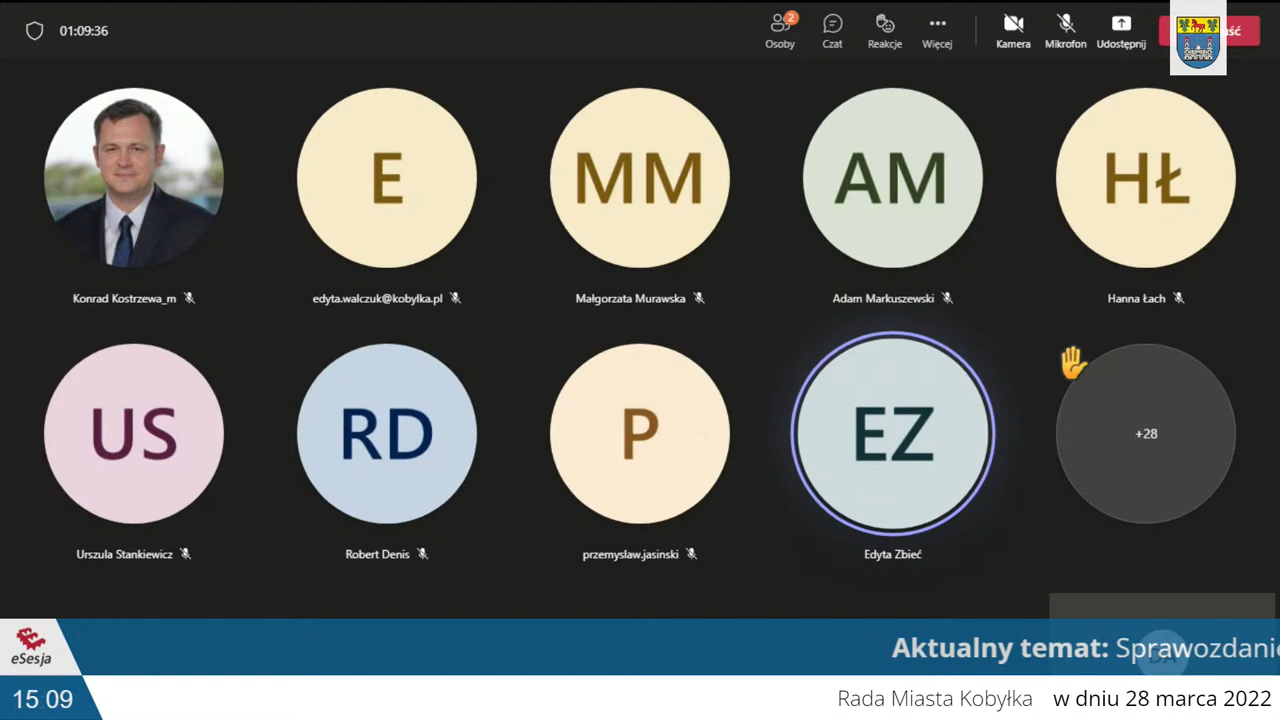 01:09:36
2
Osoby
Czat
Reakcje
Więcej
Kamera
Mikrofon
Udostępnij
E
MM
AM
HŁ
Konrad Kostrzewa_m
edyta.walczuk@kobylka.pl
Małgorzata Murawska
Adam Markuszewski
Hanna Łach
US
RD
P
EZ
+28
Urszula Stankiewicz
Robert Denis
przemyslaw.jasinski
Edyta Zbieć
eSesja
Aktualny temat: Sprawozdanie
15 09
Rada Miasta Kobyłka w dniu 28 marca 2022